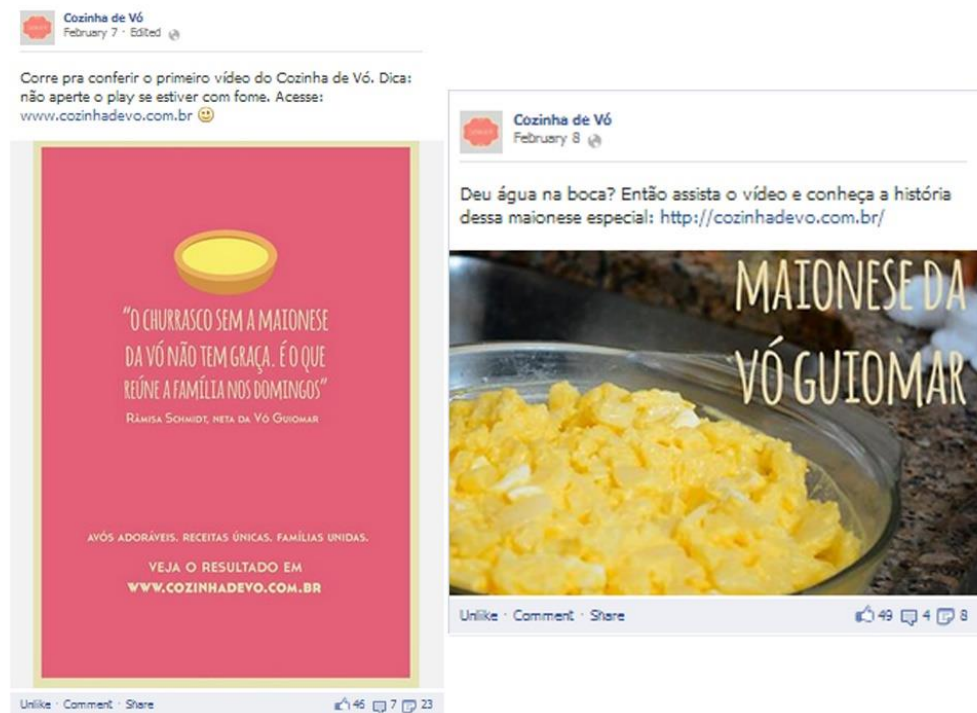 Cozinha de Vó
February 7 · Edited
Corre pra conferir o primeiro vídeo do Cozinha de Vó. Dica:
não aperte o play se estiver com fome. Acesse:
www.cozinhadevo.com.br
"O CHURRASCO SEM A MAIONESE
DA VÓ NÃO TEM GRAÇA. É O QUE
REÚNE A FAMÍLIA NOS DOMINGOS"
RÂMISA SCHMIDT, NETA DA VÓ GUIOMAR
AVÓS ADORÁVEIS. RECEITAS ÚNICAS. FAMÍLIAS UNIDAS.
VEJA O RESULTADO EM
WWW.COZINHADEVO.COM.BR
Unlike · Comment · Share 46 7 23
Cozinha de Vó
February 8
Deu água na boca? Então assista o vídeo e conheça a história
dessa maionese especial: http://cozinhadevo.com.br/
MAIONESE DA
VÓ GUIOMAR
Unlike · Comment · Share 49 4 8